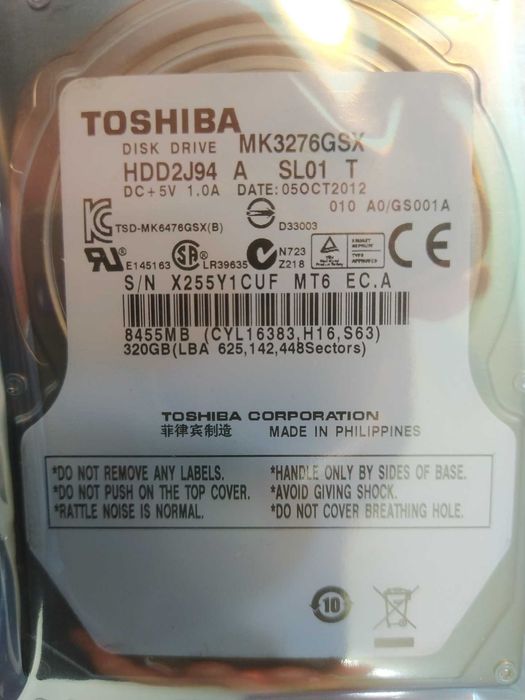 TOSHIBA
DISK DRIVE MK3276GSX
HDD2J94 A SL01 T
DC+5V 1.0A DATE:05OCT2012
010 A0/GS001A
TSD-MK6476GSX(B) D33003
E145163 LR39635 N723
Z218
S/N X255Y1CUF MT6 EC.A
8455MB (CYL16383,H16,S63)
320GB(LBA 625,142,448Sectors)
TOSHIBA CORPORATION
菲律宾制造 MADE IN PHILIPPINES
*DO NOT REMOVE ANY LABELS. *HANDLE ONLY BY SIDES OF BASE.
*DO NOT PUSH ON THE TOP COVER. *AVOID GIVING SHOCK.
*RATTLE NOISE IS NORMAL. *DO NOT COVER BREATHING HOLE.
10